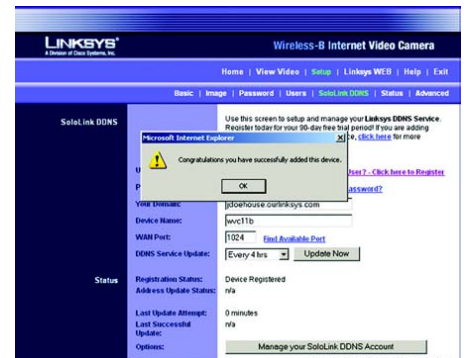 LINKSYS®
A Division of Cisco Systems, Inc.
Wireless-B Internet Video Camera
Home | View Video | Setup | Linksys WEB | Help | Exit
Basic | Image | Password | Users | SoloLink DDNS | Status | Advanced
SoloLink DDNS
Use this screen to setup and manage your Linksys DDNS Service.
Register today for your 90-day free trial period! If you are adding
click here for more
Microsoft Internet Explorer
Congratulations you have successfully added this device.
OK
User? - Click here to Register
Your Domain:
jdoehouse.ourlinksys.com
Device Name:
wvc11b
WAN Port:
1024
Find Available Port
DDNS Service Update:
Every 4 hrs
Update Now
Status
Registration Status:
Device Registered
Address Update Status:
n/a
Last Update Attempt:
0 minutes
Last Successful
Update:
n/a
Options:
Manage your SoloLink DDNS Account